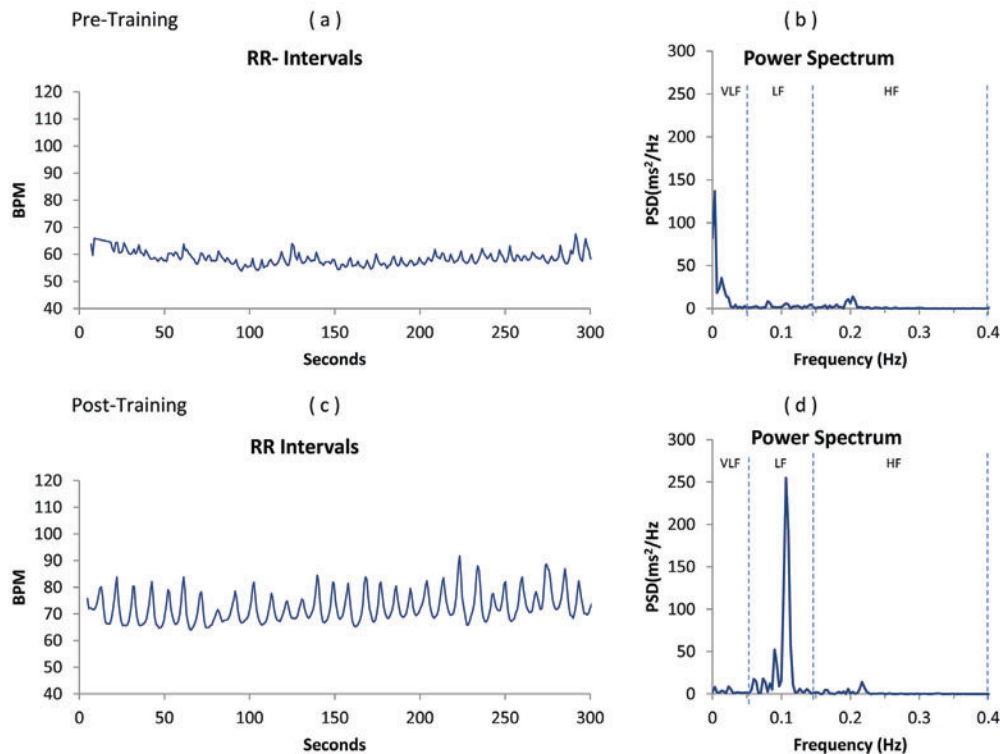 Pre-Training ( a ) ( b )
RR- Intervals
BPM
120
110
100
90
80
70
60
50
40
0 50 100 150 200 250 300
Seconds
Power Spectrum
PSD(ms²/Hz)
300
250
200
150
100
50
0
VLF LF HF
0 0.1 0.2 0.3 0.4
Frequency (Hz)
Post-Training ( c ) ( d )
RR Intervals
BPM
120
110
100
90
80
70
60
50
40
0 50 100 150 200 250 300
Seconds
Power Spectrum
PSD(ms²/Hz)
300
250
200
150
100
50
0
VLF LF HF
0 0.1 0.2 0.3 0.4
Frequency (Hz)